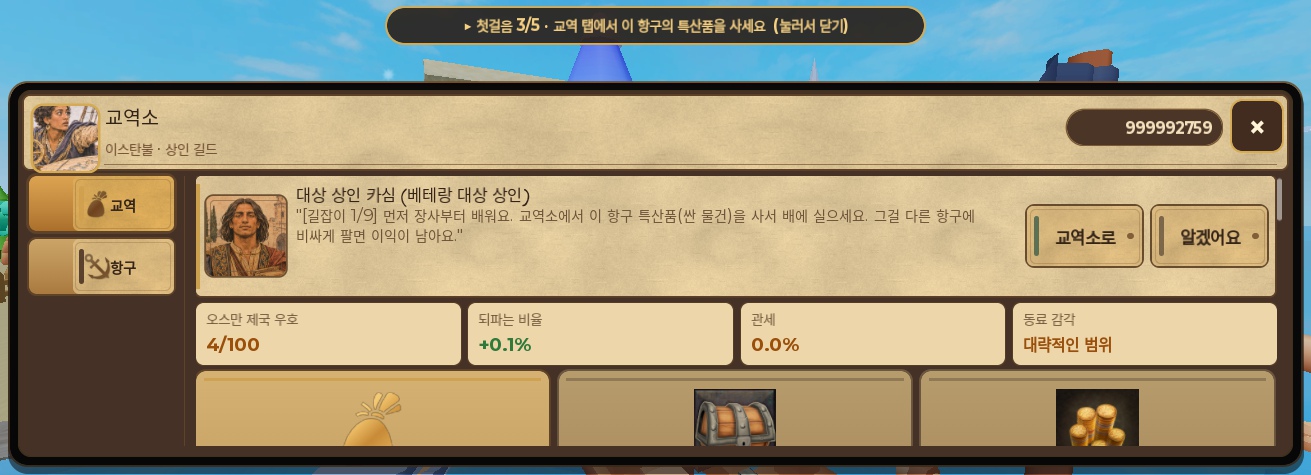 ▸ 첫걸음 3/5 · 교역 탭에서 이 항구의 특산품을 사세요 (눌러서 닫기)
교역소
이스탄불 · 상인 길드
999992759
×
교역
항구
대상 상인 카심 (베테랑 대상 상인)
"[길잡이 1/9] 먼저 장사부터 배워요. 교역소에서 이 항구 특산품(싼 물건)을 사서 배에 실으세요. 그걸 다른 항구에
비싸게 팔면 이익이 남아요."
교역소로
알겠어요
오스만 제국 우호
4/100
되파는 비율
+0.1%
관세
0.0%
동료 감각
대략적인 범위